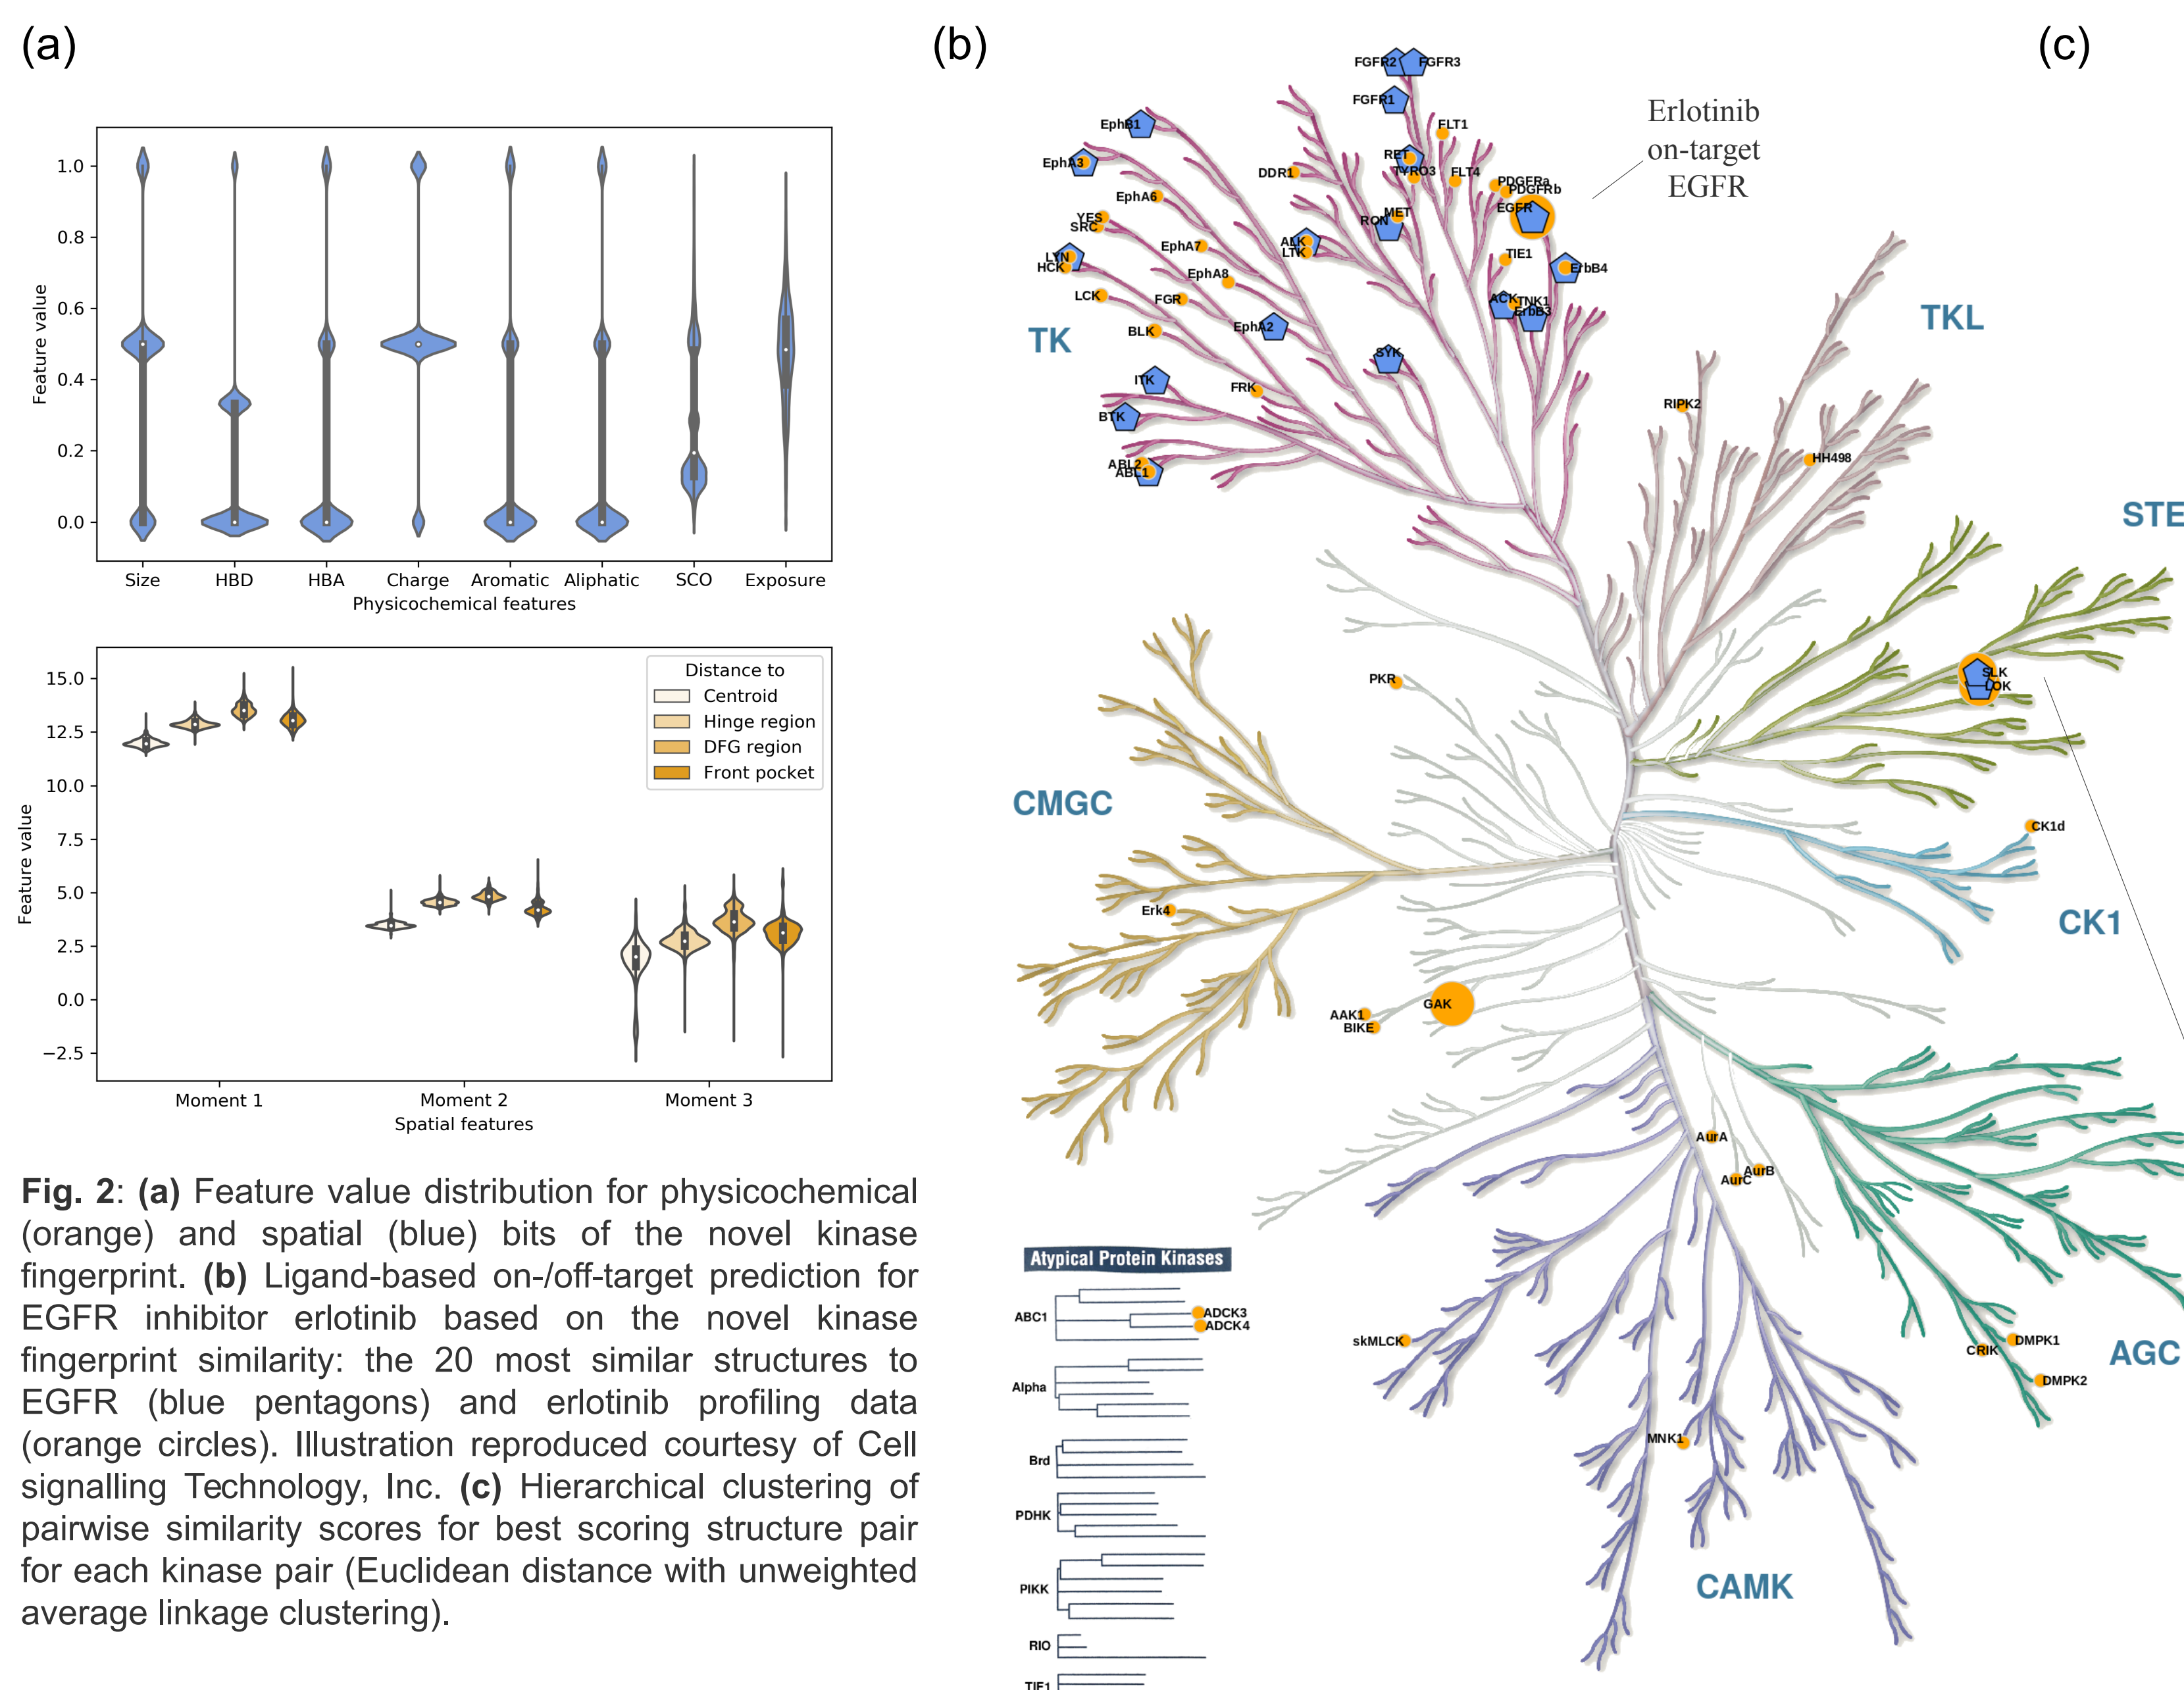 (a)
1.0
0.8
0.6
0.4
0.2
0.0
Feature value
Size HBD HBA Charge Aromatic Aliphatic SCO Exposure
Physicochemical features
15.0
12.5
10.0
7.5
5.0
2.5
0.0
−2.5
Feature value
Distance to
Centroid
Hinge region
DFG region
Front pocket
Moment 1 Moment 2 Moment 3
Spatial features
Fig. 2: (a) Feature value distribution for physicochemical
(orange) and spatial (blue) bits of the novel kinase
fingerprint. (b) Ligand-based on-/off-target prediction for
EGFR inhibitor erlotinib based on the novel kinase
fingerprint similarity: the 20 most similar structures to
EGFR (blue pentagons) and erlotinib profiling data
(orange circles). Illustration reproduced courtesy of Cell
signalling Technology, Inc. (c) Hierarchical clustering of
pairwise similarity scores for best scoring structure pair
for each kinase pair (Euclidean distance with unweighted
average linkage clustering).
(b)
FGFR2 FGFR3
FGFR1
EphB1
FLT1
EphA3
RET
DDR1
TYRO3
FLT4
PDGFRa
PDGFRb
EphA6
EGFR
YES
SRC
MET
RON
ALK
LTK
EphA7
LYN
HCK
TIE1
ErbB4
EphA8
LCK
FGR
ACK TNK1
ErbB3
BLK
EphA2
TK
SYK
ITK
FRK
BTK
ABL2
ABL1
Erlotinib
on-target
EGFR
TKL
RIPK2
HH498
STE
SLK
LOK
PKR
CMGC
CK1d
CK1
Erk4
GAK
AAK1
BIKE
AurA
AurB
AurC
Atypical Protein Kinases
ABC1
ADCK3
ADCK4
Alpha
Brd
PDHK
PIKK
RIO
TIF1
skMLCK
MNK1
CAMK
CRIK
DMPK1
DMPK2
AGC
(c)